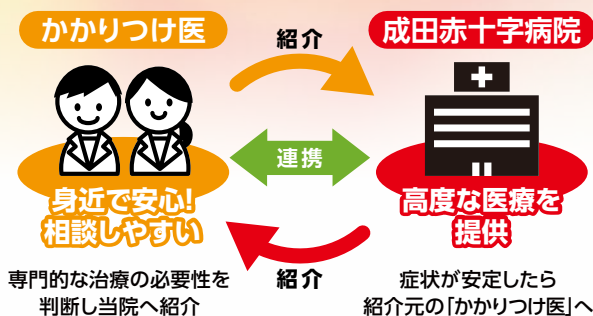 かかりつけ医
紹介
成田赤十字病院
連携
身近で安心!
相談しやすい
高度な医療を
提供
紹介
専門的な治療の必要性を
判断し当院へ紹介
症状が安定したら
紹介元の「かかりつけ医」へ